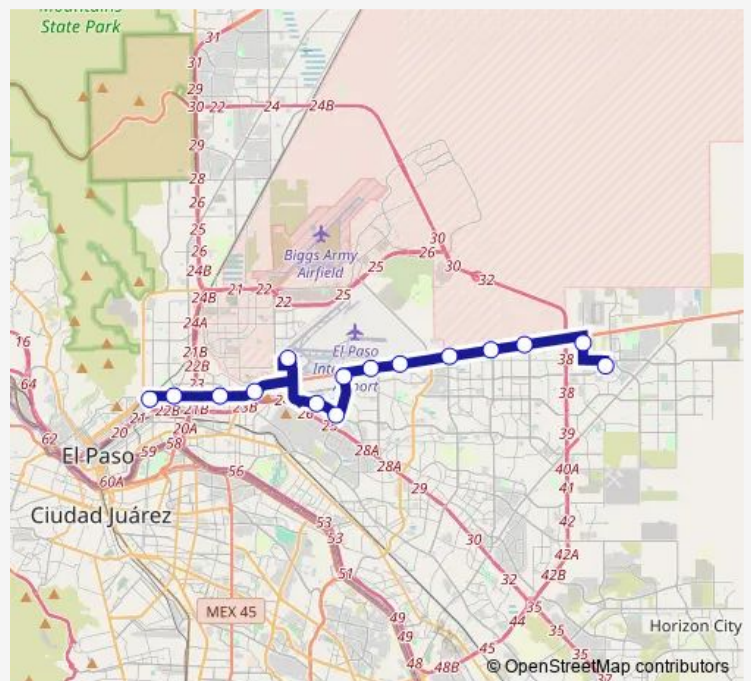 Mountains
State Park
31
31
31
29
30
22
24
24B
29
28
26
25
26
24B
24B
21
22
22
25
25
26
30
30
32
Biggs Army
Airfield
24A
21B
22B
23
El Paso
16
64
62
20
21
22B
21B
23B
20A
59
58
60A
56
El Paso
Ciudad Juárez
28A
28A
29
30
32
38
38
39
40A
41
42
42A
42B
35
44
45
35
35
37
53
53
51
49
49
48
48B
MEX 45
Horizon City
© OpenStreetMap contributors